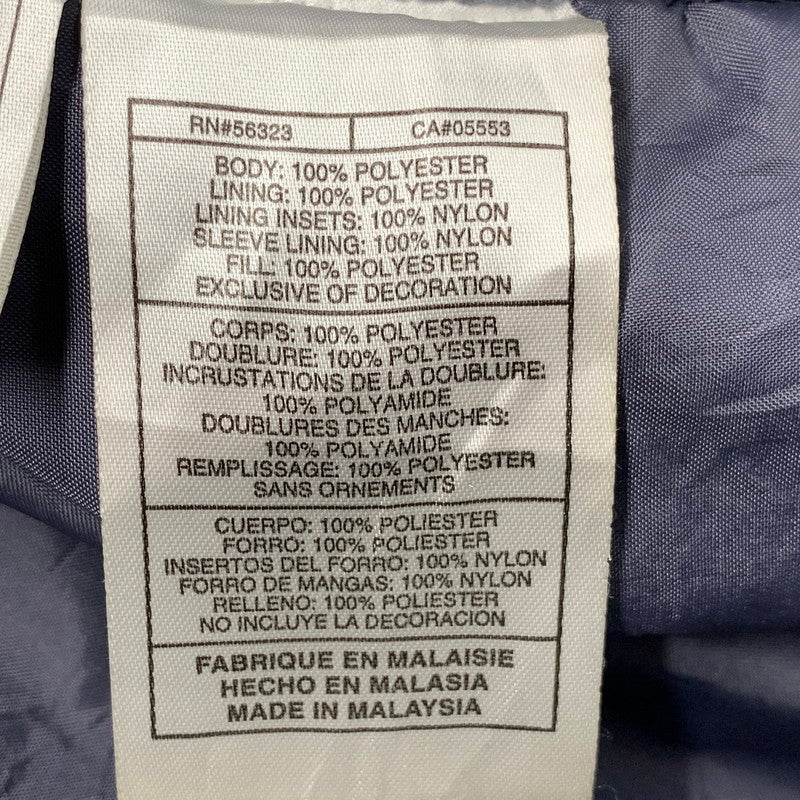 RN#56323 CA#05553
BODY: 100% POLYESTER
LINING: 100% POLYESTER
LINING INSETS: 100% NYLON
SLEEVE LINING: 100% NYLON
FILL: 100% POLYESTER
EXCLUSIVE OF DECORATION
CORPS: 100% POLYESTER
DOUBLURE: 100% POLYESTER
INCRUSTATIONS DE LA DOUBLURE:
100% POLYAMIDE
DOUBLURES DES MANCHES:
100% POLYAMIDE
REMPLISSAGE: 100% POLYESTER
SANS ORNEMENTS
CUERPO: 100% POLIESTER
FORRO: 100% POLIESTER
INSERTOS DEL FORRO: 100% NYLON
FORRO DE MANGAS: 100% NYLON
RELLENO: 100% POLIESTER
NO INCLUYE LA DECORACION
FABRIQUE EN MALAISIE
HECHO EN MALASIA
MADE IN MALAYSIA